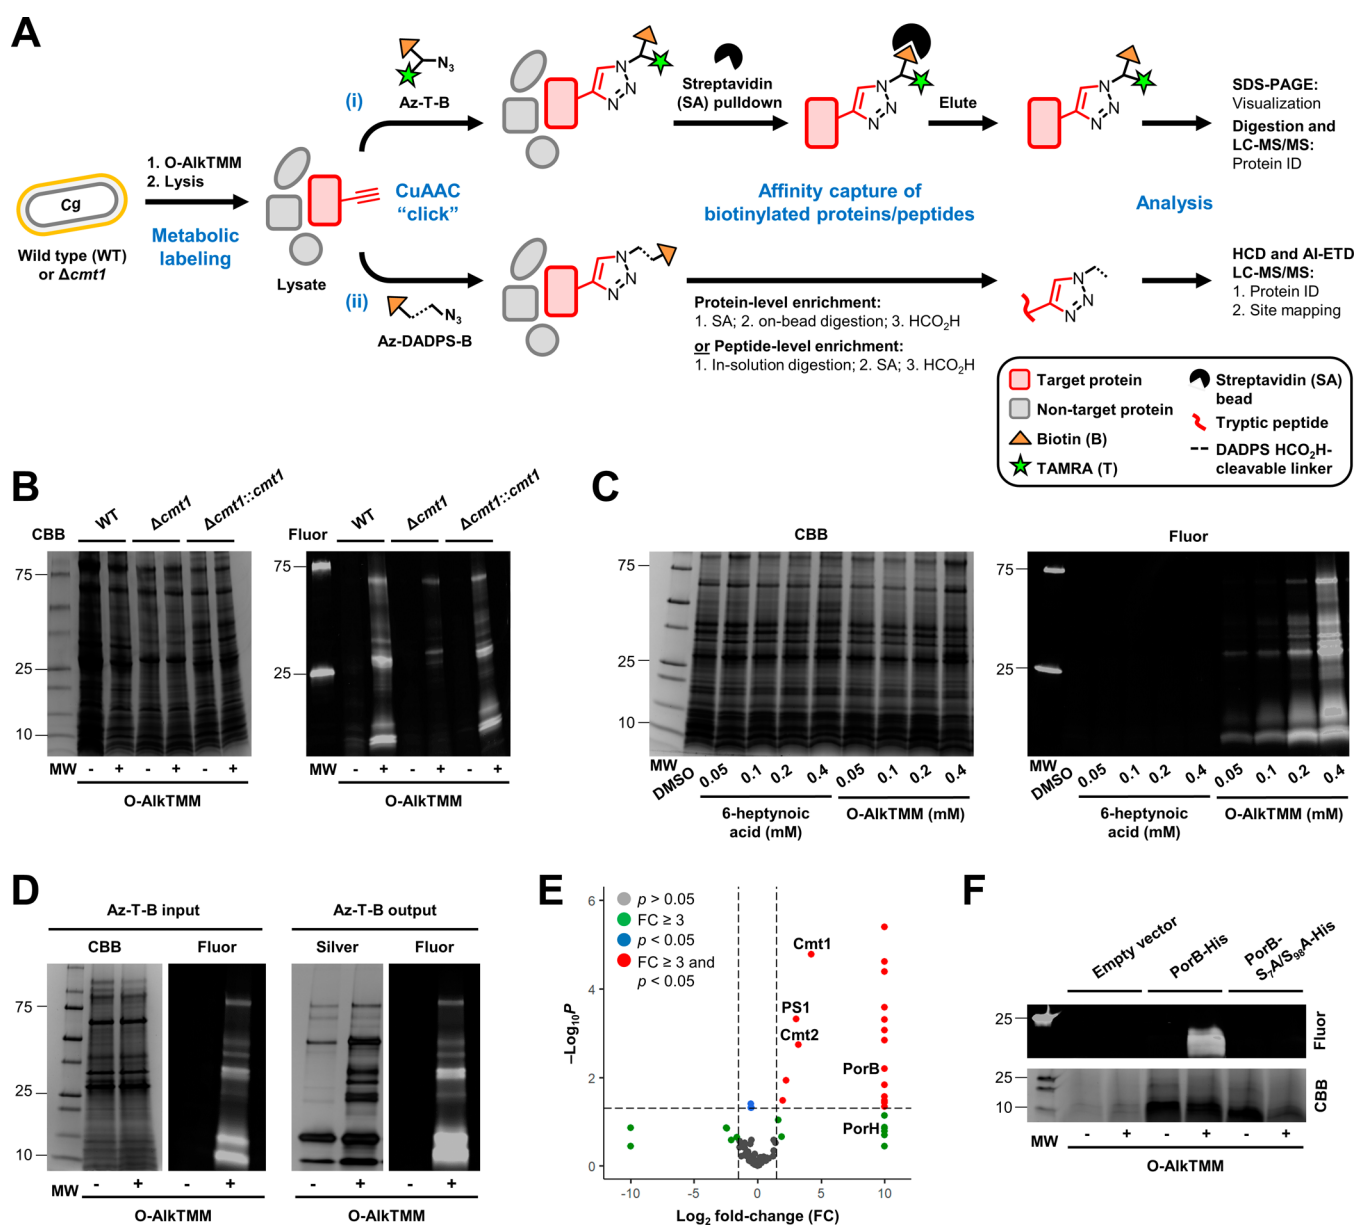 A
N3
Az-T-B
(i)
1. O-AlkTMM
2. Lysis
Cg
Metabolic
labeling
Wild type (WT)
or Δcmt1
Lysate
CuAAC
"click"
(ii)
N3
Az-DADPS-B
N
N
N
Streptavidin
(SA) pulldown
N
N
N
Elute
N
N
N
SDS-PAGE:
Visualization
Digestion and
LC-MS/MS:
Protein ID
Affinity capture of
biotinylated proteins/peptides
Analysis
N
N
N
Protein-level enrichment:
1. SA; 2. on-bead digestion; 3. HCO2H
or Peptide-level enrichment:
1. In-solution digestion; 2. SA; 3. HCO2H
N
N
N
HCD and AI-ETD
LC-MS/MS:
1. Protein ID
2. Site mapping
Target protein
Non-target protein
Biotin (B)
TAMRA (T)
Streptavidin (SA)
bead
Tryptic peptide
DADPS HCO2H-
cleavable linker
B
CBB
WT
Δcmt1
Δcmt1::cmt1
75
25
10
MW
- + - + - +
O-AlkTMM
Fluor
WT
Δcmt1
Δcmt1::cmt1
75
25
MW
- + - + - +
O-AlkTMM
C
CBB
75
25
10
MW
DMSO
0.05 0.1 0.2 0.4 0.05 0.1 0.2 0.4
6-heptynoic
acid (mM)
O-AlkTMM (mM)
Fluor
75
25
MW
DMSO
0.05 0.1 0.2 0.4 0.05 0.1 0.2 0.4
6-heptynoic
acid (mM)
O-AlkTMM (mM)
D
Az-T-B input
CBB
Fluor
75
25
10
MW
- + - +
O-AlkTMM
Az-T-B output
Silver
Fluor
- + - +
O-AlkTMM
E
p > 0.05
FC ≥ 3
p < 0.05
FC ≥ 3 and
p < 0.05
Cmt1
PS1
Cmt2
PorB
PorH
6
4
2
0
−Log10P
-10 -5 0 5 10
Log2 fold-change (FC)
F
Empty vector
PorB-His
PorB-
S7A/S98A-His
25
Fluor
25
10
CBB
MW
- + - + - +
O-AlkTMM